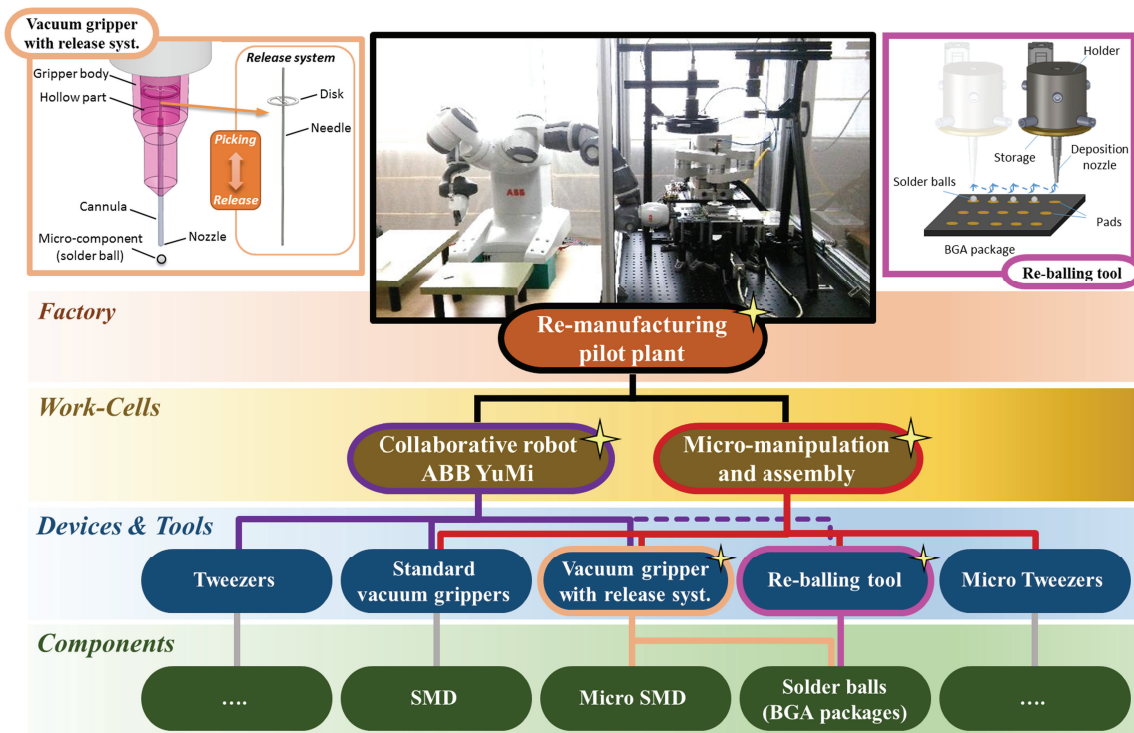 Vacuum gripper
with release syst.
Gripper body
Hollow part
Cannula
Nozzle
Micro-component
(solder ball)
Release system
Disk
Needle
Picking
Release
ABB
Holder
Storage
Deposition
nozzle
Solder balls
Pads
BGA package
Re-balling tool
Factory
Re-manufacturing
pilot plant
Work-Cells
Collaborative robot
ABB YuMi
Micro-manipulation
and assembly
Devices & Tools
Tweezers
Standard
vacuum grippers
Vacuum gripper
with release syst.
Re-balling tool
Micro Tweezers
Components
....
SMD
Micro SMD
Solder balls
(BGA packages)
....